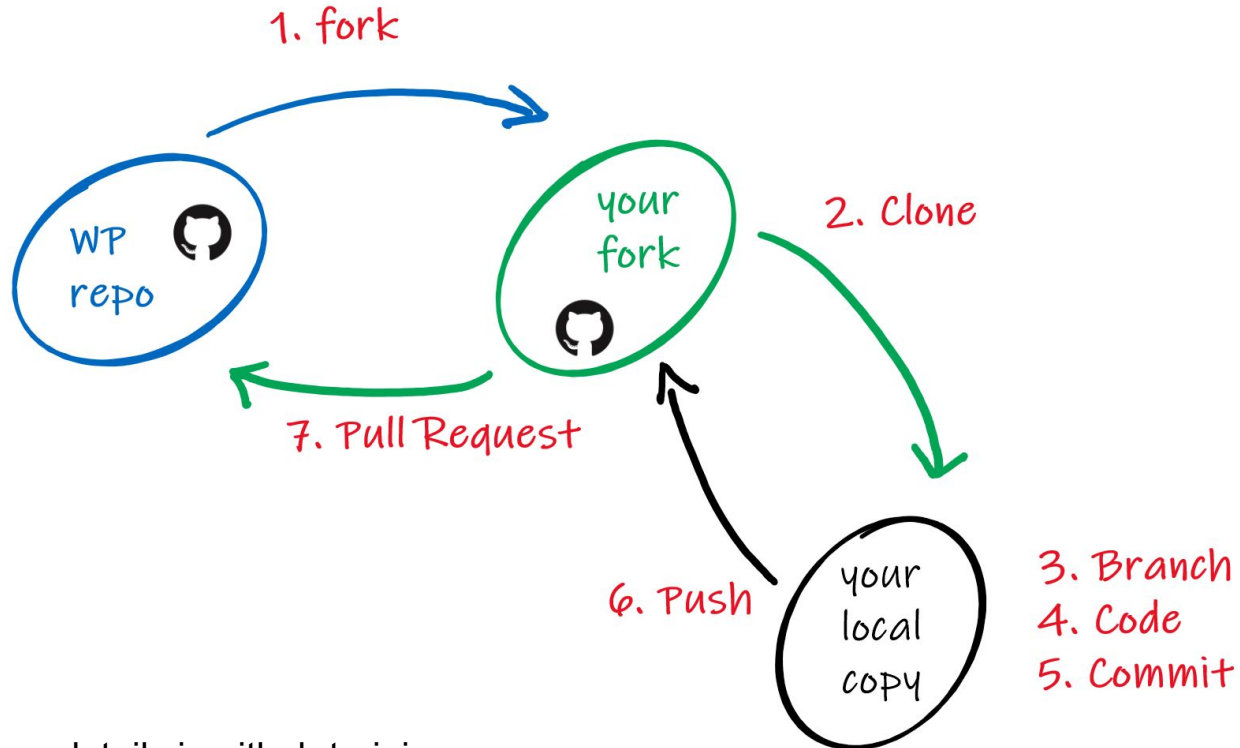 1. fork
WP
repo
your
fork
2. Clone
7. Pull Request
6. Push
your
local
copy
3. Branch
4. Code
5. Commit